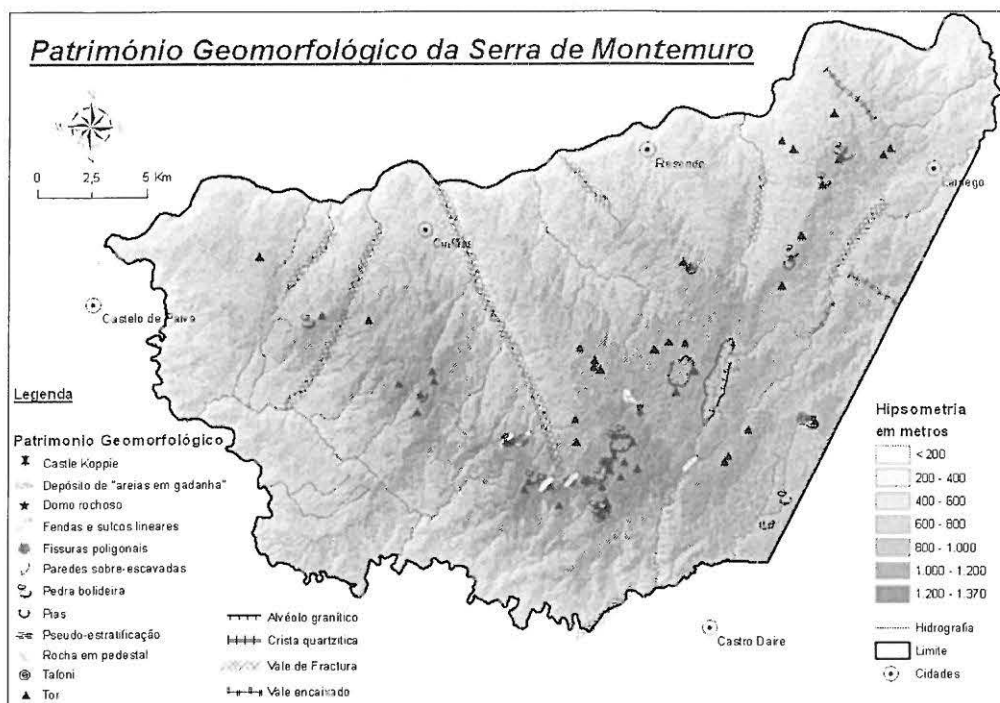 Património Geomorfológico da Serra de Montemuro
N
0 2,5 5 Km
Resende
Lamego
Cinfães
Castelo de Paiva
Castro Daire
Legenda
Patrimonio Geomorfológico
Castle Koppie
Depósito de "areias em gadanha"
Domo rochoso
Fendas e sulcos lineares
Fissuras poligonais
Paredes sobre-escavadas
Pedra bolideira
Pias
Pseudo-estratificação
Rocha em pedestal
Tafoni
Tor
Alvéolo granítico
Crista quartzítica
Vale de Fractura
Vale encaixado
Hipsometria
em metros
< 200
200 - 400
400 - 600
600 - 800
800 - 1.000
1.000 - 1.200
1.200 - 1.370
Hidrografia
Limite
Cidades